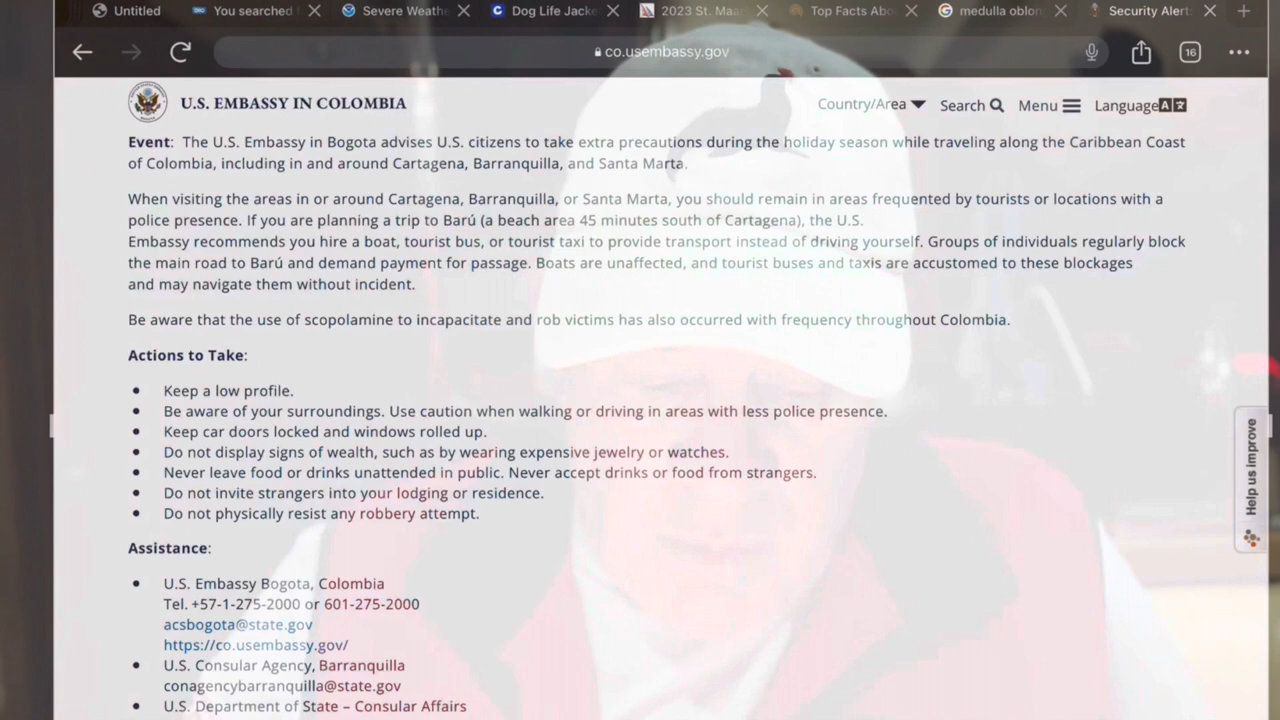 Untitled
You searched
Severe Weath
Dog Life Jacke
2023 St. Maa
Top Facts Abo
medulla oblon
Security Alert
co.usembassy.gov
16
U.S. EMBASSY IN COLOMBIA
Country/Area
Search
Menu
Language
Event: The U.S. Embassy in Bogota advises U.S. citizens to take extra precautions during the holiday season while traveling along the Caribbean Coast
of Colombia, including in and around Cartagena, Barranquilla, and Santa Marta.
When visiting the areas in or around Cartagena, Barranquilla, or Santa Marta, you should remain in areas frequented by tourists or locations with a
police presence. If you are planning a trip to Barú (a beach area 45 minutes south of Cartagena), the U.S.
Embassy recommends you hire a boat, tourist bus, or tourist taxi to provide transport instead of driving yourself. Groups of individuals regularly block
the main road to Barú and demand payment for passage. Boats are unaffected, and tourist buses and taxis are accustomed to these blockages
and may navigate them without incident.
Be aware that the use of scopolamine to incapacitate and rob victims has also occurred with frequency throughout Colombia.
Actions to Take:
• Keep a low profile.
• Be aware of your surroundings. Use caution when walking or driving in areas with less police presence.
• Keep car doors locked and windows rolled up.
• Do not display signs of wealth, such as by wearing expensive jewelry or watches.
• Never leave food or drinks unattended in public. Never accept drinks or food from strangers.
• Do not invite strangers into your lodging or residence.
• Do not physically resist any robbery attempt.
Help us improve
Assistance:
• U.S. Embassy Bogota, Colombia
Tel. +57-1-275-2000 or 601-275-2000
acsbogota@state.gov
https://co.usembassy.gov/
• U.S. Consular Agency, Barranquilla
conagencybarranquilla@state.gov
• U.S. Department of State – Consular Affairs